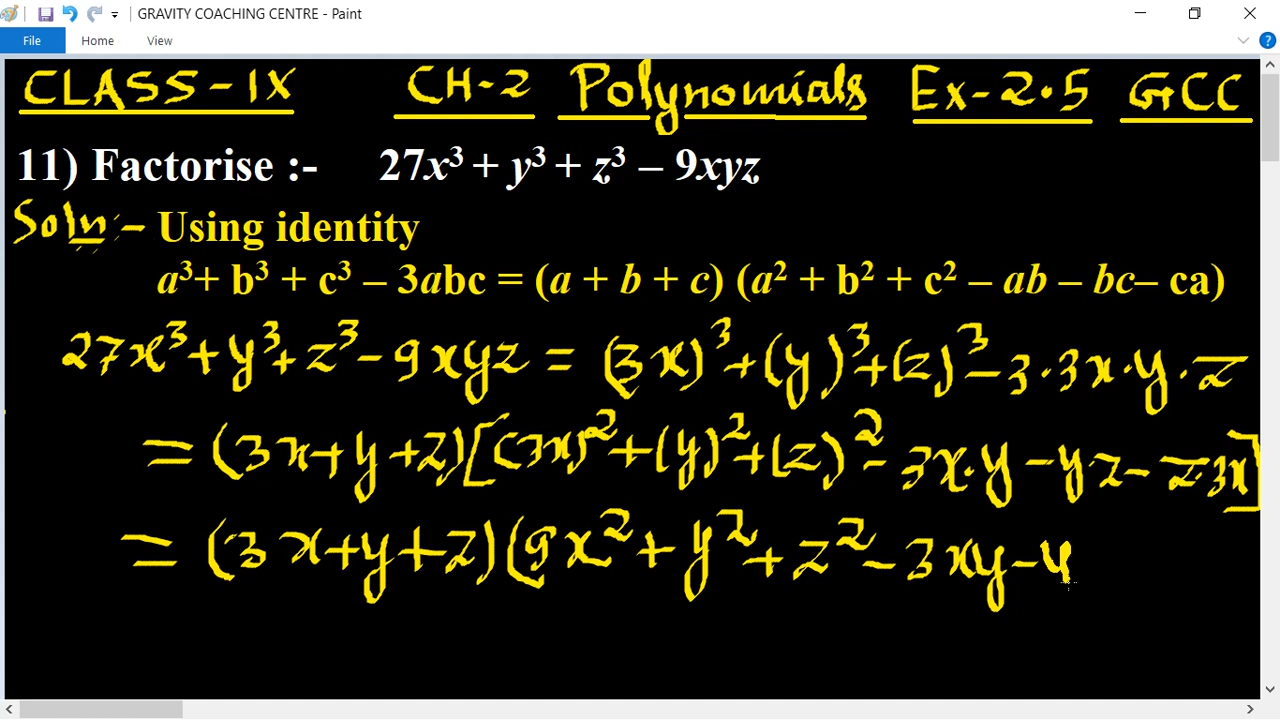 GRAVITY COACHING CENTRE - Paint
File Home View
CLASS-IX CH-2 Polynomials Ex-2.5 GCC
11) Factorise :- 27x³ + y³ + z³ – 9xyz
Soln:- Using identity
a³+ b³ + c³ – 3abc = (a + b + c) (a² + b² + c² – ab – bc– ca)
27x³+y³+z³-9xyz = (3x)³+(y)³+(z)³-3·3x·y·z
=(3x+y+z)[(3x)²+(y)²+(z)²-3x·y-yz-z·3x]
=(3x+y+z)(9x²+y²+z²-3xy-y